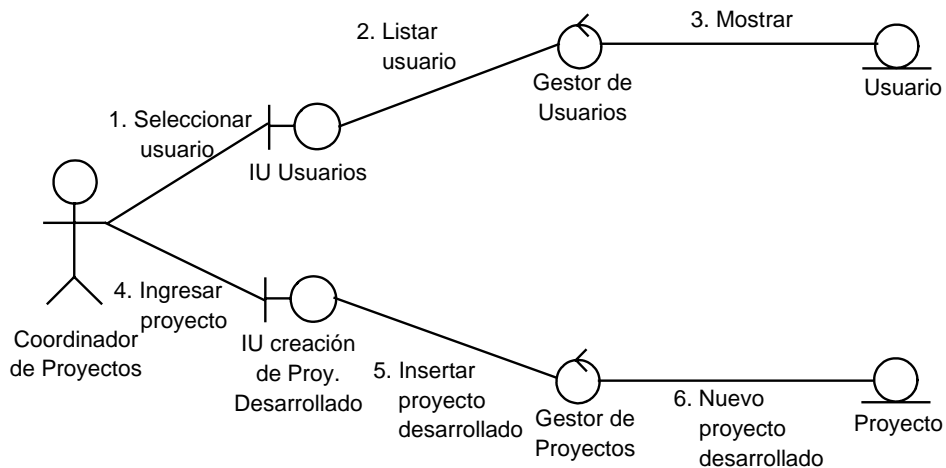 3. Mostrar
2. Listar
usuario
Gestor de
Usuarios
Usuario
1. Seleccionar
usuario
IU Usuarios
4. Ingresar
proyecto
Coordinador
de Proyectos
IU creación
de Proy.
Desarrollado
5. Insertar
proyecto
desarrollado
Gestor de
Proyectos
6. Nuevo
proyecto
desarrollado
Proyecto